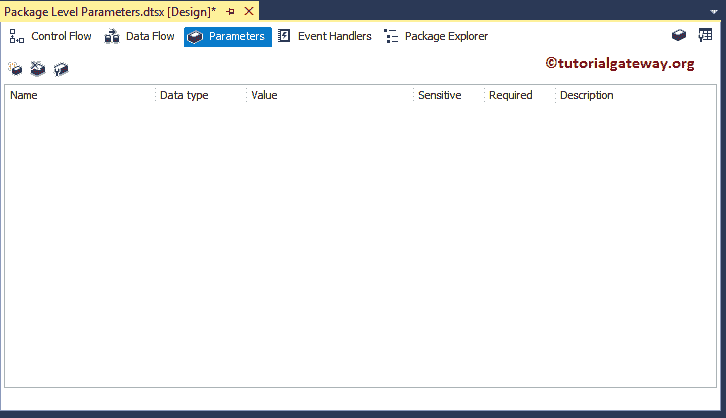 Package Level Parameters.dtsx [Design]*
Control Flow Data Flow Parameters Event Handlers Package Explorer
©tutorialgateway.org
Name Data type Value Sensitive Required Description